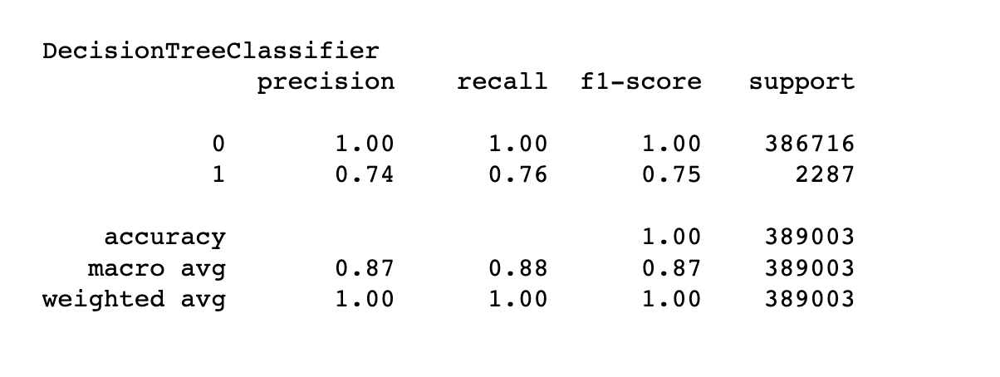 DecisionTreeClassifier
precision recall f1-score support
0 1.00 1.00 1.00 386716
1 0.74 0.76 0.75 2287
accuracy 1.00 389003
macro avg 0.87 0.88 0.87 389003
weighted avg 1.00 1.00 1.00 389003